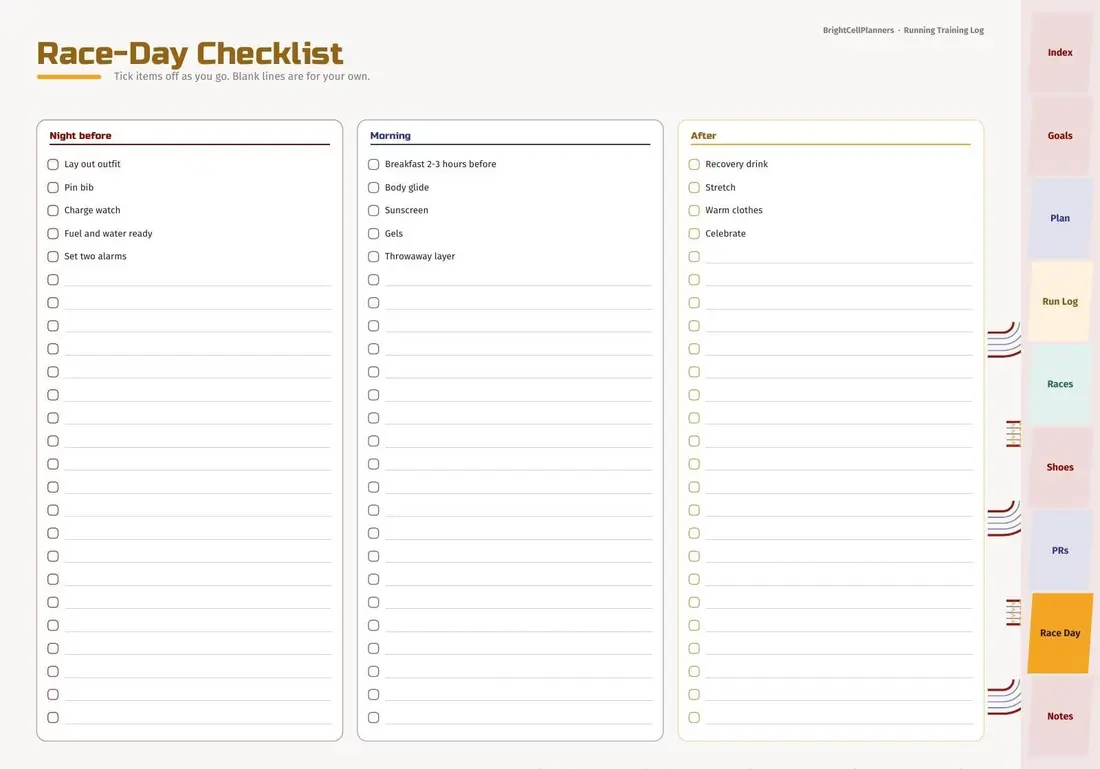 BrightCellPlanners · Running Training Log
Race-Day Checklist
Tick items off as you go. Blank lines are for your own.
Night before
Lay out outfit
Pin bib
Charge watch
Fuel and water ready
Set two alarms
Morning
Breakfast 2-3 hours before
Body glide
Sunscreen
Gels
Throwaway layer
After
Recovery drink
Stretch
Warm clothes
Celebrate
Index
Goals
Plan
Run Log
Races
Shoes
PRs
Race Day
Notes